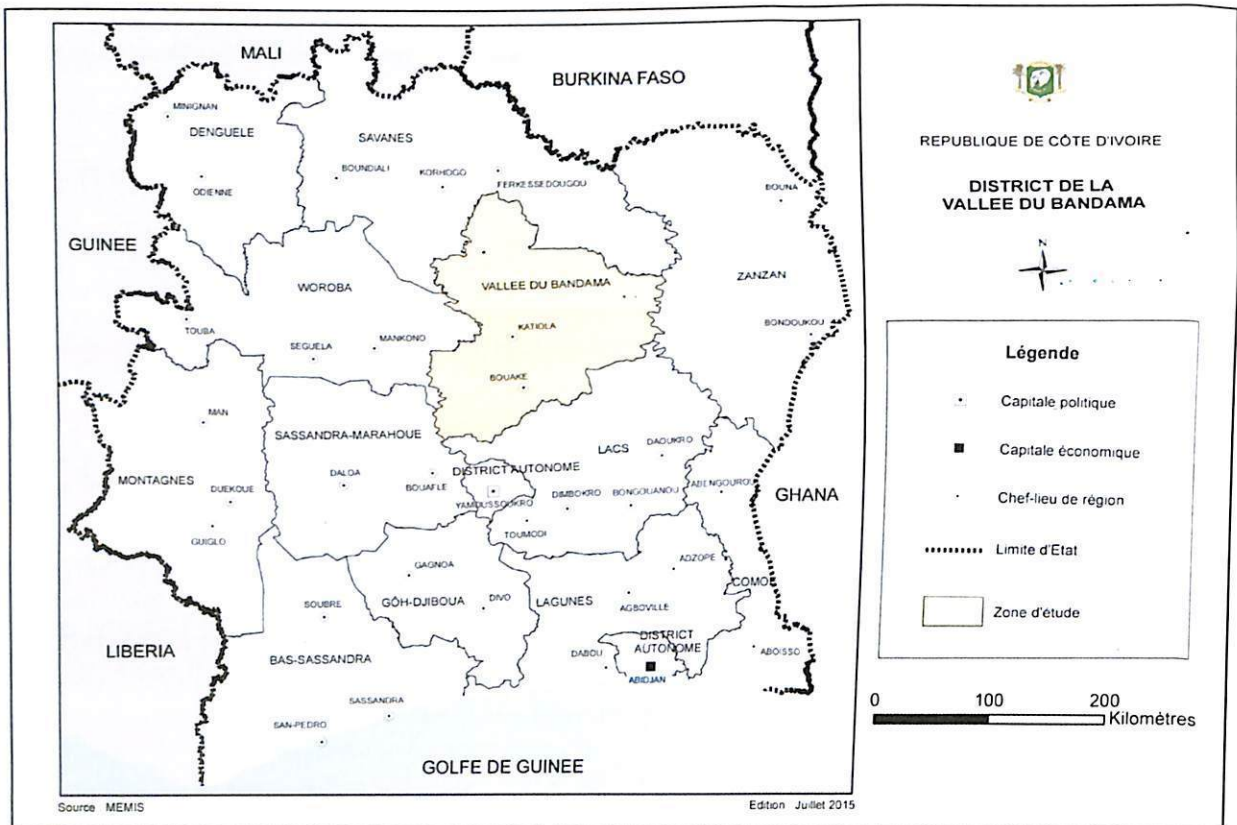 MALI
BURKINA FASO
MINIGNAN
DENGUELE
SAVANES
BOUNDIALI
KORHOGO
FERKESSEDOUGOU
ODIENNE
BOUNA
GUINEE
WOROBA
VALLEE DU BANDAMA
ZANZAN
TOUBA
KATIOLA
BONDOUKOU
SEGUELA
MANKONO
BOUAKE
MAN
SASSANDRA-MARAHOUE
LACS
DAOUKRO
MONTAGNES
DALOA
BOUAFLE
DISTRICT AUTONOME
YAMOUSSOUKRO
DIMBOKRO
BONGOUANOU
ABENGOUROU
GHANA
DUEKOUE
GUIGLO
TOUMODI
GAGNOA
ADZOPE
COMOE
SOUBRE
GÔH-DJIBOUA
DIVO
LAGUNES
AGBOVILLE
LIBERIA
BAS-SASSANDRA
DABOU
DISTRICT
AUTONOME
ABIDJAN
ABOISSO
SASSANDRA
SAN-PEDRO
GOLFE DE GUINEE
Source MEMIS
Edition Juillet 2015
REPUBLIQUE DE CÔTE D'IVOIRE
DISTRICT DE LA
VALLEE DU BANDAMA
N
Légende
Capitale politique
Capitale économique
Chef-lieu de région
Limite d'Etat
Zone d'étude
0 100 200
Kilomètres